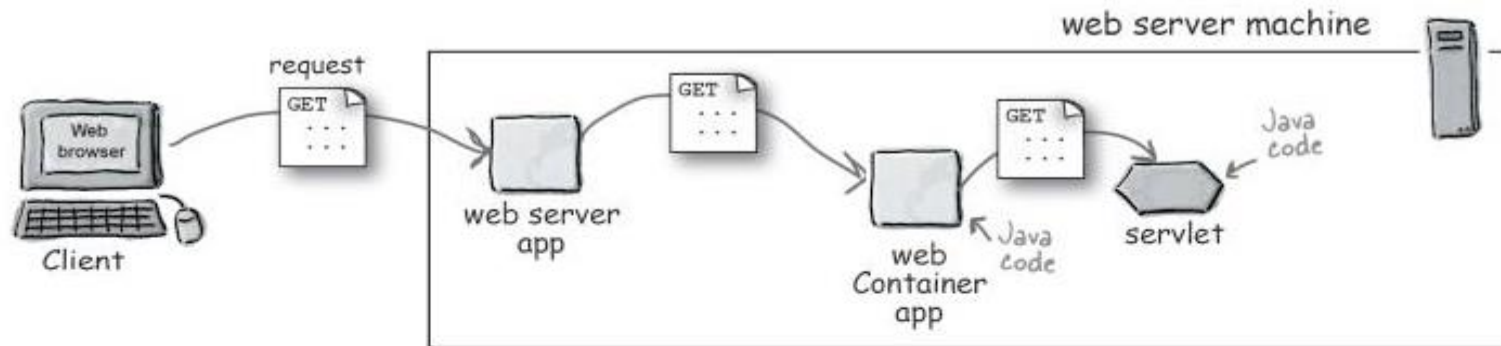 web server machine
request
GET
. . .
. . .
GET
. . .
. . .
GET
. . .
. . .
Java
code
Web
browser
Client
web server
app
web
Container
app
Java
code
servlet